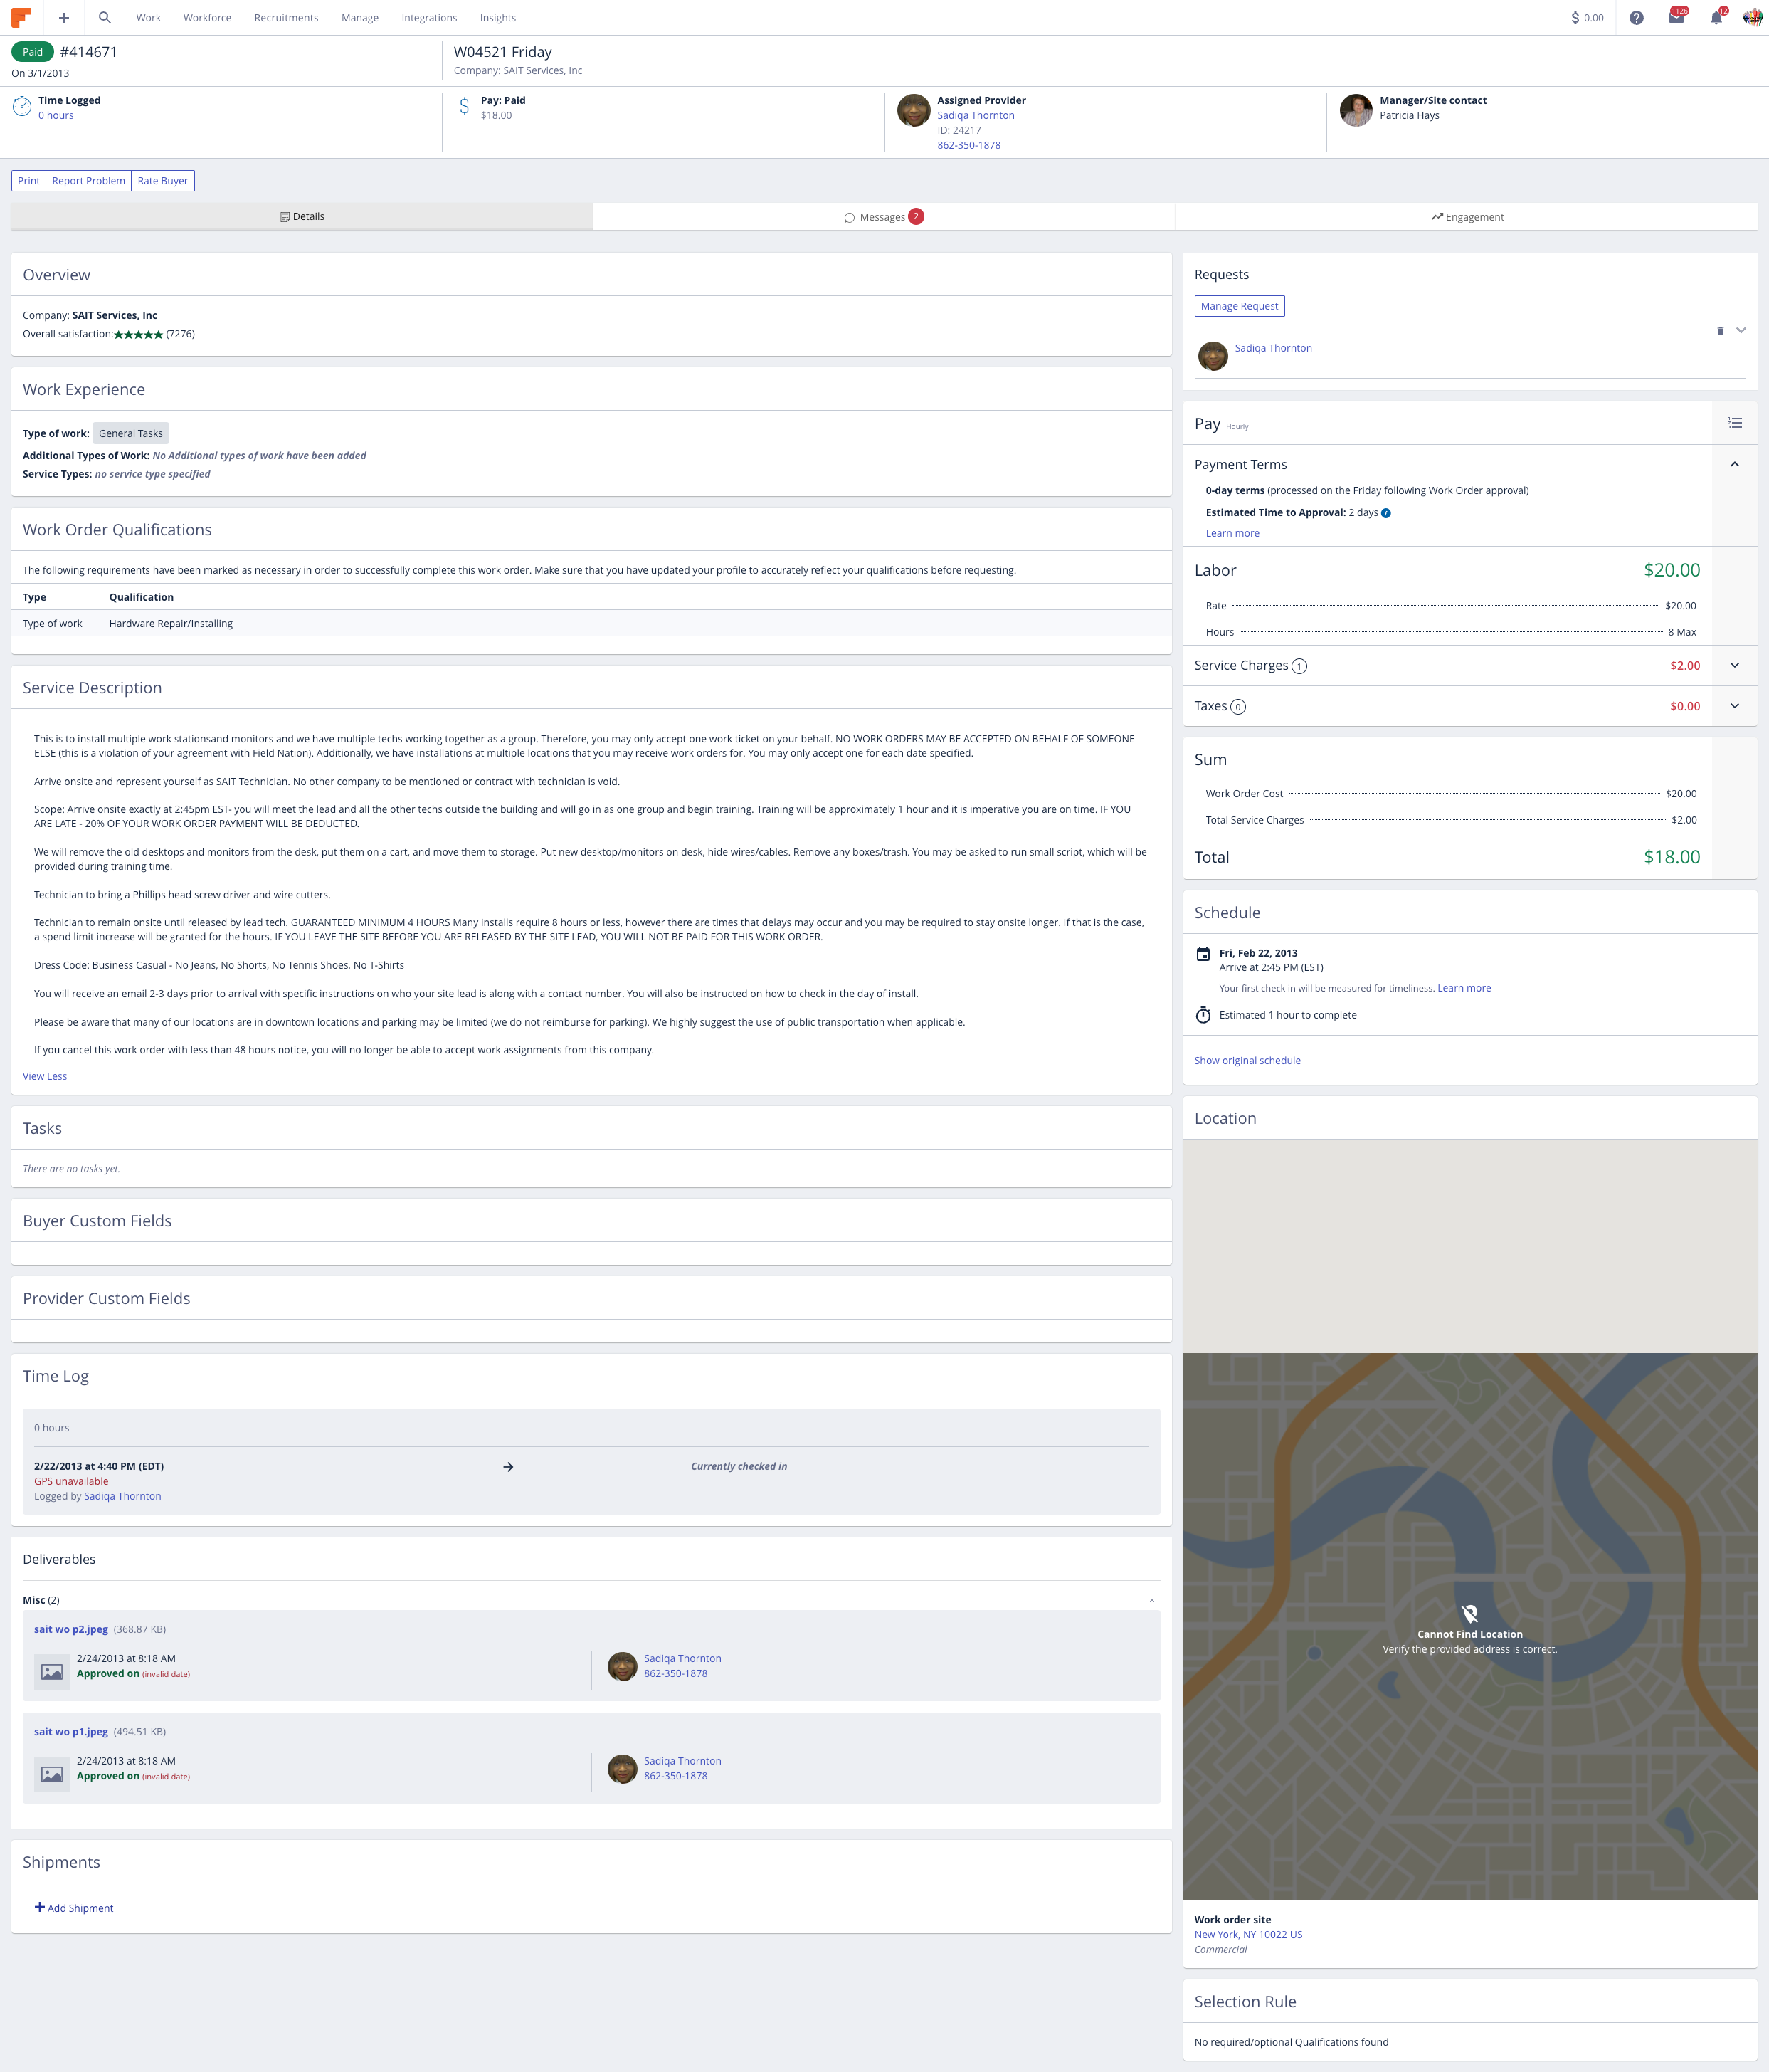 Work Workforce Recruitments Manage Integrations Insights
$ 0.00
1126
12
Paid #414671
On 3/1/2013
W04521 Friday
Company: SAIT Services, Inc
Time Logged
0 hours
Pay: Paid
$18.00
Assigned Provider
Sadiqa Thornton
ID: 24217
862-350-1878
Manager/Site contact
Patricia Hays
Print Report Problem Rate Buyer
Details
Messages 2
Engagement
Overview
Company: SAIT Services, Inc
Overall satisfaction:★★★★★ (7276)
Work Experience
Type of work: General Tasks
Additional Types of Work: No Additional types of work have been added
Service Types: no service type specified
Work Order Qualifications
The following requirements have been marked as necessary in order to successfully complete this work order. Make sure that you have updated your profile to accurately reflect your qualifications before requesting.
Type Qualification
Type of work Hardware Repair/Installing
Service Description
This is to install multiple work stationsand monitors and we have multiple techs working together as a group. Therefore, you may only accept one work ticket on your behalf. NO WORK ORDERS MAY BE ACCEPTED ON BEHALF OF SOMEONE
ELSE (this is a violation of your agreement with Field Nation). Additionally, we have installations at multiple locations that you may receive work orders for. You may only accept one for each date specified.
Arrive onsite and represent yourself as SAIT Technician. No other company to be mentioned or contract with technician is void.
Scope: Arrive onsite exactly at 2:45pm EST- you will meet the lead and all the other techs outside the building and will go in as one group and begin training. Training will be approximately 1 hour and it is imperative you are on time. IF YOU
ARE LATE - 20% OF YOUR WORK ORDER PAYMENT WILL BE DEDUCTED.
We will remove the old desktops and monitors from the desk, put them on a cart, and move them to storage. Put new desktop/monitors on desk, hide wires/cables. Remove any boxes/trash. You may be asked to run small script, which will be
provided during training time.
Technician to bring a Phillips head screw driver and wire cutters.
Technician to remain onsite until released by lead tech. GUARANTEED MINIMUM 4 HOURS Many installs require 8 hours or less, however there are times that delays may occur and you may be required to stay onsite longer. If that is the case,
a spend limit increase will be granted for the hours. IF YOU LEAVE THE SITE BEFORE YOU ARE RELEASED BY THE SITE LEAD, YOU WILL NOT BE PAID FOR THIS WORK ORDER.
Dress Code: Business Casual - No Jeans, No Shorts, No Tennis Shoes, No T-Shirts
You will receive an email 2-3 days prior to arrival with specific instructions on who your site lead is along with a contact number. You will also be instructed on how to check in the day of install.
Please be aware that many of our locations are in downtown locations and parking may be limited (we do not reimburse for parking). We highly suggest the use of public transportation when applicable.
If you cancel this work order with less than 48 hours notice, you will no longer be able to accept work assignments from this company.
View Less
Tasks
There are no tasks yet.
Buyer Custom Fields
Provider Custom Fields
Time Log
0 hours
2/22/2013 at 4:40 PM (EDT)
Currently checked in
GPS unavailable
Logged by Sadiqa Thornton
Deliverables
Misc (2)
sait wo p2.jpeg (368.87 KB)
2/24/2013 at 8:18 AM
Approved on (invalid date)
Sadiqa Thornton
862-350-1878
sait wo p1.jpeg (494.51 KB)
2/24/2013 at 8:18 AM
Approved on (invalid date)
Sadiqa Thornton
862-350-1878
Shipments
Add Shipment
Requests
Manage Request
Sadiqa Thornton
Pay Hourly
Payment Terms
0-day terms (processed on the Friday following Work Order approval)
Estimated Time to Approval: 2 days
Learn more
Labor $20.00
Rate $20.00
Hours 8 Max
Service Charges 1 $2.00
Taxes 0 $0.00
Sum
Work Order Cost $20.00
Total Service Charges $2.00
Total $18.00
Schedule
Fri, Feb 22, 2013
Arrive at 2:45 PM (EST)
Your first check in will be measured for timeliness. Learn more
Estimated 1 hour to complete
Show original schedule
Location
Cannot Find Location
Verify the provided address is correct.
Work order site
New York, NY 10022 US
Commercial
Selection Rule
No required/optional Qualifications found